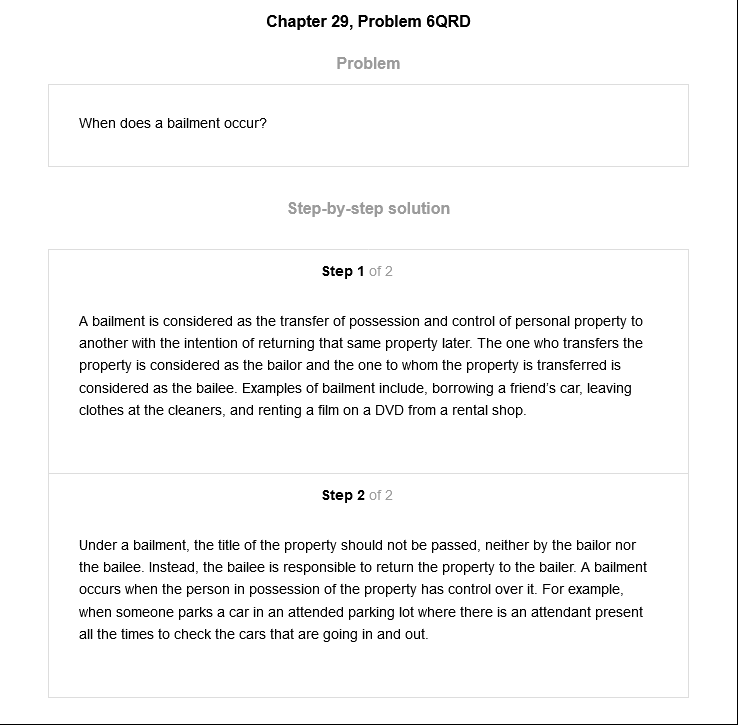 Chapter 29, Problem 6QRD
Problem
When does a bailment occur?
Step-by-step solution
Step 1 of 2
A bailment is considered as the transfer of possession and control of personal property to
another with the intention of returning that same property later. The one who transfers the
property is considered as the bailor and the one to whom the property is transferred is
considered as the bailee. Examples of bailment include, borrowing a friend's car, leaving
clothes at the cleaners, and renting a film on a DVD from a rental shop.
Step 2 of 2
Under a bailment, the title of the property should not be passed, neither by the bailor nor
the bailee. Instead, the bailee is responsible to return the property to the bailer. A bailment
occurs when the person in possession of the property has control over it. For example,
when someone parks a car in an attended parking lot where there is an attendant present
all the times to check the cars that are going in and out.